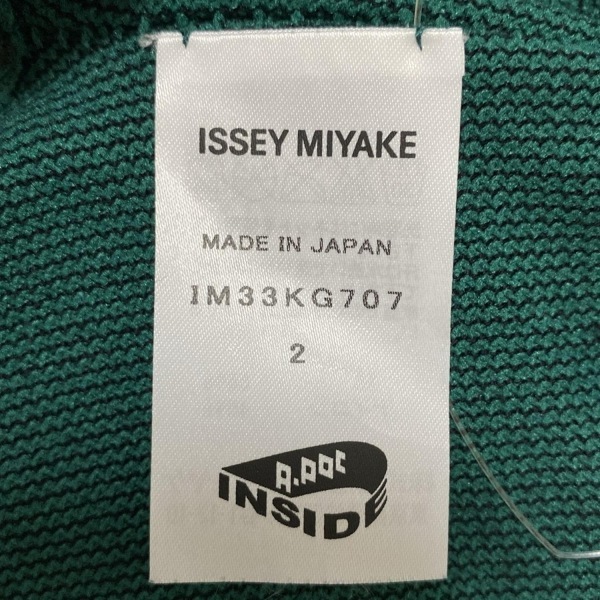 ISSEY MIYAKE
MADE IN JAPAN
IM33KG707
2
A.POC
INSIDE